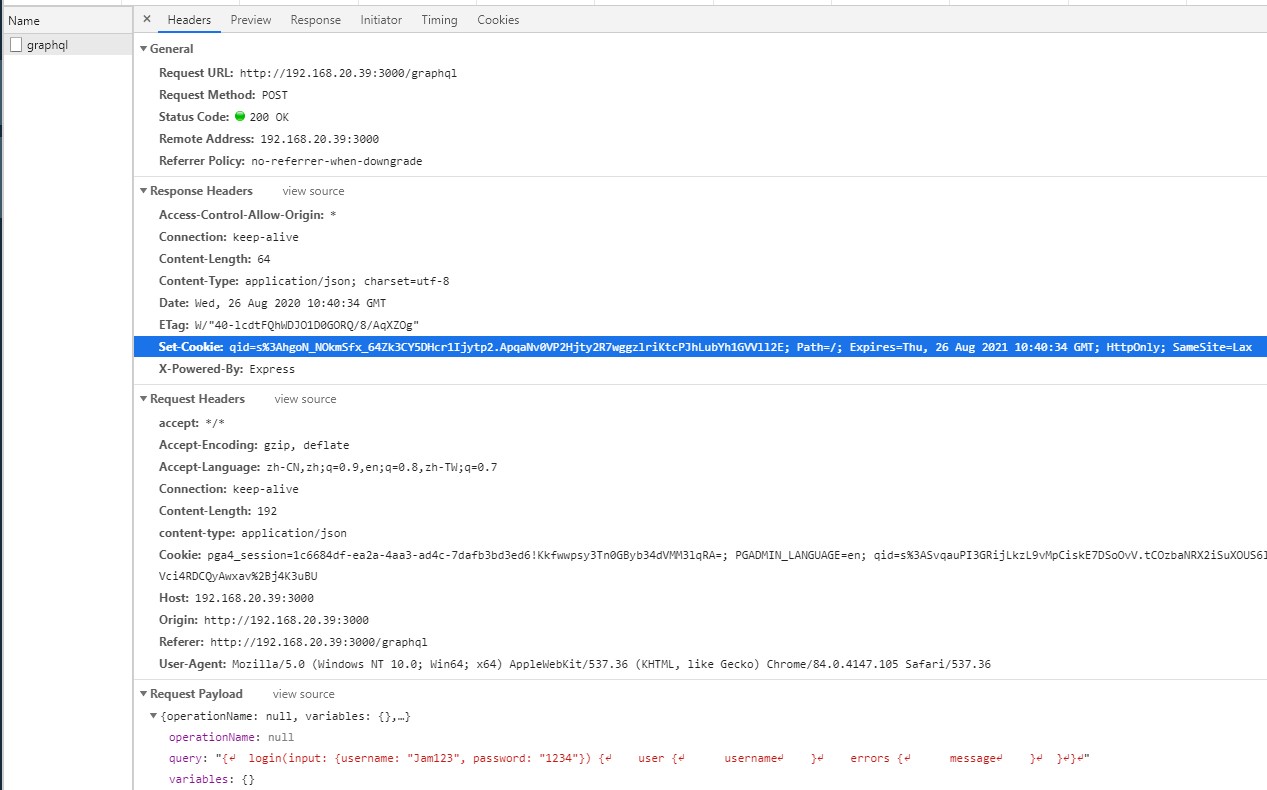 Name
× Headers Preview Response Initiator Timing Cookies
graphql
▼ General
Request URL: http://192.168.20.39:3000/graphql
Request Method: POST
Status Code: 200 OK
Remote Address: 192.168.20.39:3000
Referrer Policy: no-referrer-when-downgrade
▼ Response Headers view source
Access-Control-Allow-Origin: *
Connection: keep-alive
Content-Length: 64
Content-Type: application/json; charset=utf-8
Date: Wed, 26 Aug 2020 10:40:34 GMT
ETag: W/"40-lcdtFQhWDJO1D0GORQ/8/AqXZOg"
Set-Cookie: qid=s%3AhgoN_NOkmSfx_64Zk3CY5DHcr1Ijytp2.ApqaNv0VP2Hjty2R7wggzlriKtcPJhLubYh1GVVll2E; Path=/; Expires=Thu, 26 Aug 2021 10:40:34 GMT; HttpOnly; SameSite=Lax
X-Powered-By: Express
▼ Request Headers view source
accept: */*
Accept-Encoding: gzip, deflate
Accept-Language: zh-CN,zh;q=0.9,en;q=0.8,zh-TW;q=0.7
Connection: keep-alive
Content-Length: 192
content-type: application/json
Cookie: pga4_session=1c6684df-ea2a-4aa3-ad4c-7dafb3bd3ed6!Kkfwwpsy3Tn0GByb34dVMM3lqRA=; PGADMIN_LANGUAGE=en; qid=s%3ASvqauPI3GRijLkzL9vMpCiskE7DSoOvV.tCOzbaNRX2iSuXOUS6l
Vci4RDCQyAwxav%2Bj4K3uBU
Host: 192.168.20.39:3000
Origin: http://192.168.20.39:3000
Referer: http://192.168.20.39:3000/graphql
User-Agent: Mozilla/5.0 (Windows NT 10.0; Win64; x64) AppleWebKit/537.36 (KHTML, like Gecko) Chrome/84.0.4147.105 Safari/537.36
▼ Request Payload view source
▼ {operationName: null, variables: {},…}
operationName: null
query: "{↵  login(input: {username: "Jam123", password: "1234"}) {↵    user {↵      username↵    }↵    errors {↵      message↵    }↵  }↵}↵"
variables: {}